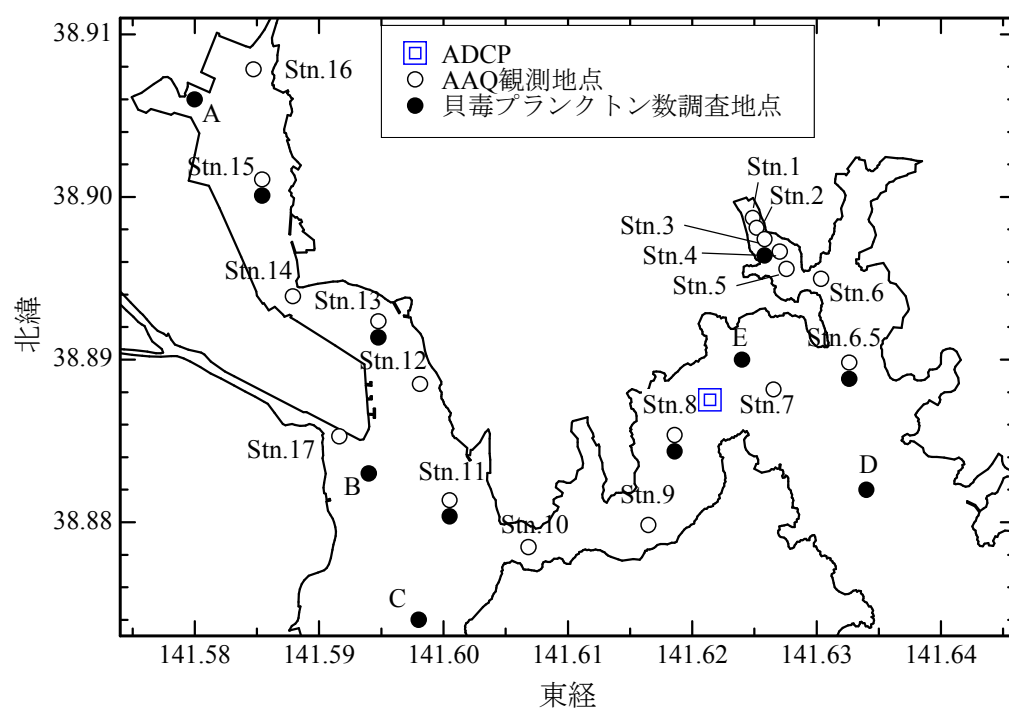 38.91
38.90
38.89
38.88
北緯
ADCP
AAQ観測地点
貝毒プランクトン数調査地点
Stn.16
A
Stn.15
Stn.1
Stn.2
Stn.3
Stn.4
Stn.5
Stn.6
Stn.14
Stn.13
Stn.12
E
Stn.6.5
Stn.8
Stn.7
Stn.17
B
Stn.11
Stn.9
D
Stn.10
C
141.58
141.59
141.60
141.61
141.62
141.63
141.64
東経